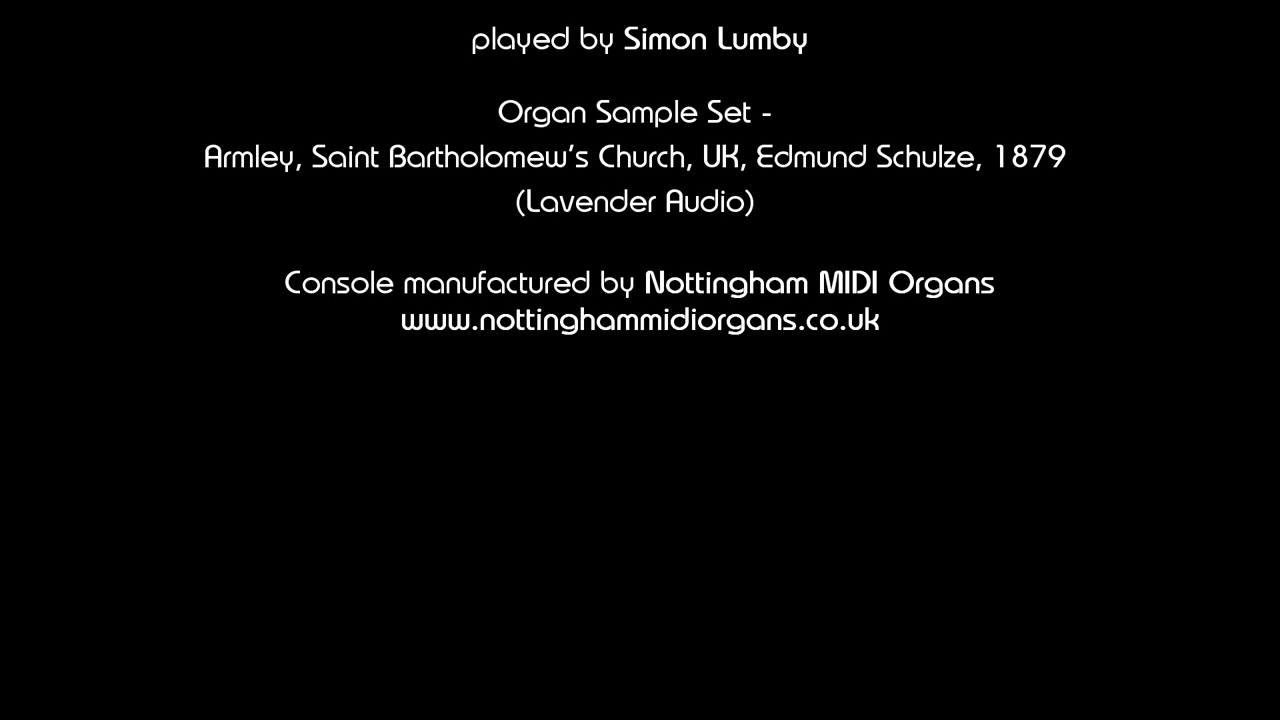 played by Simon Lumby
Organ Sample Set -
Armley, Saint Bartholomew's Church, UK, Edmund Schulze, 1879
(Lavender Audio)
Console manufactured by Nottingham MIDI Organs
www.nottinghammidiorgans.co.uk